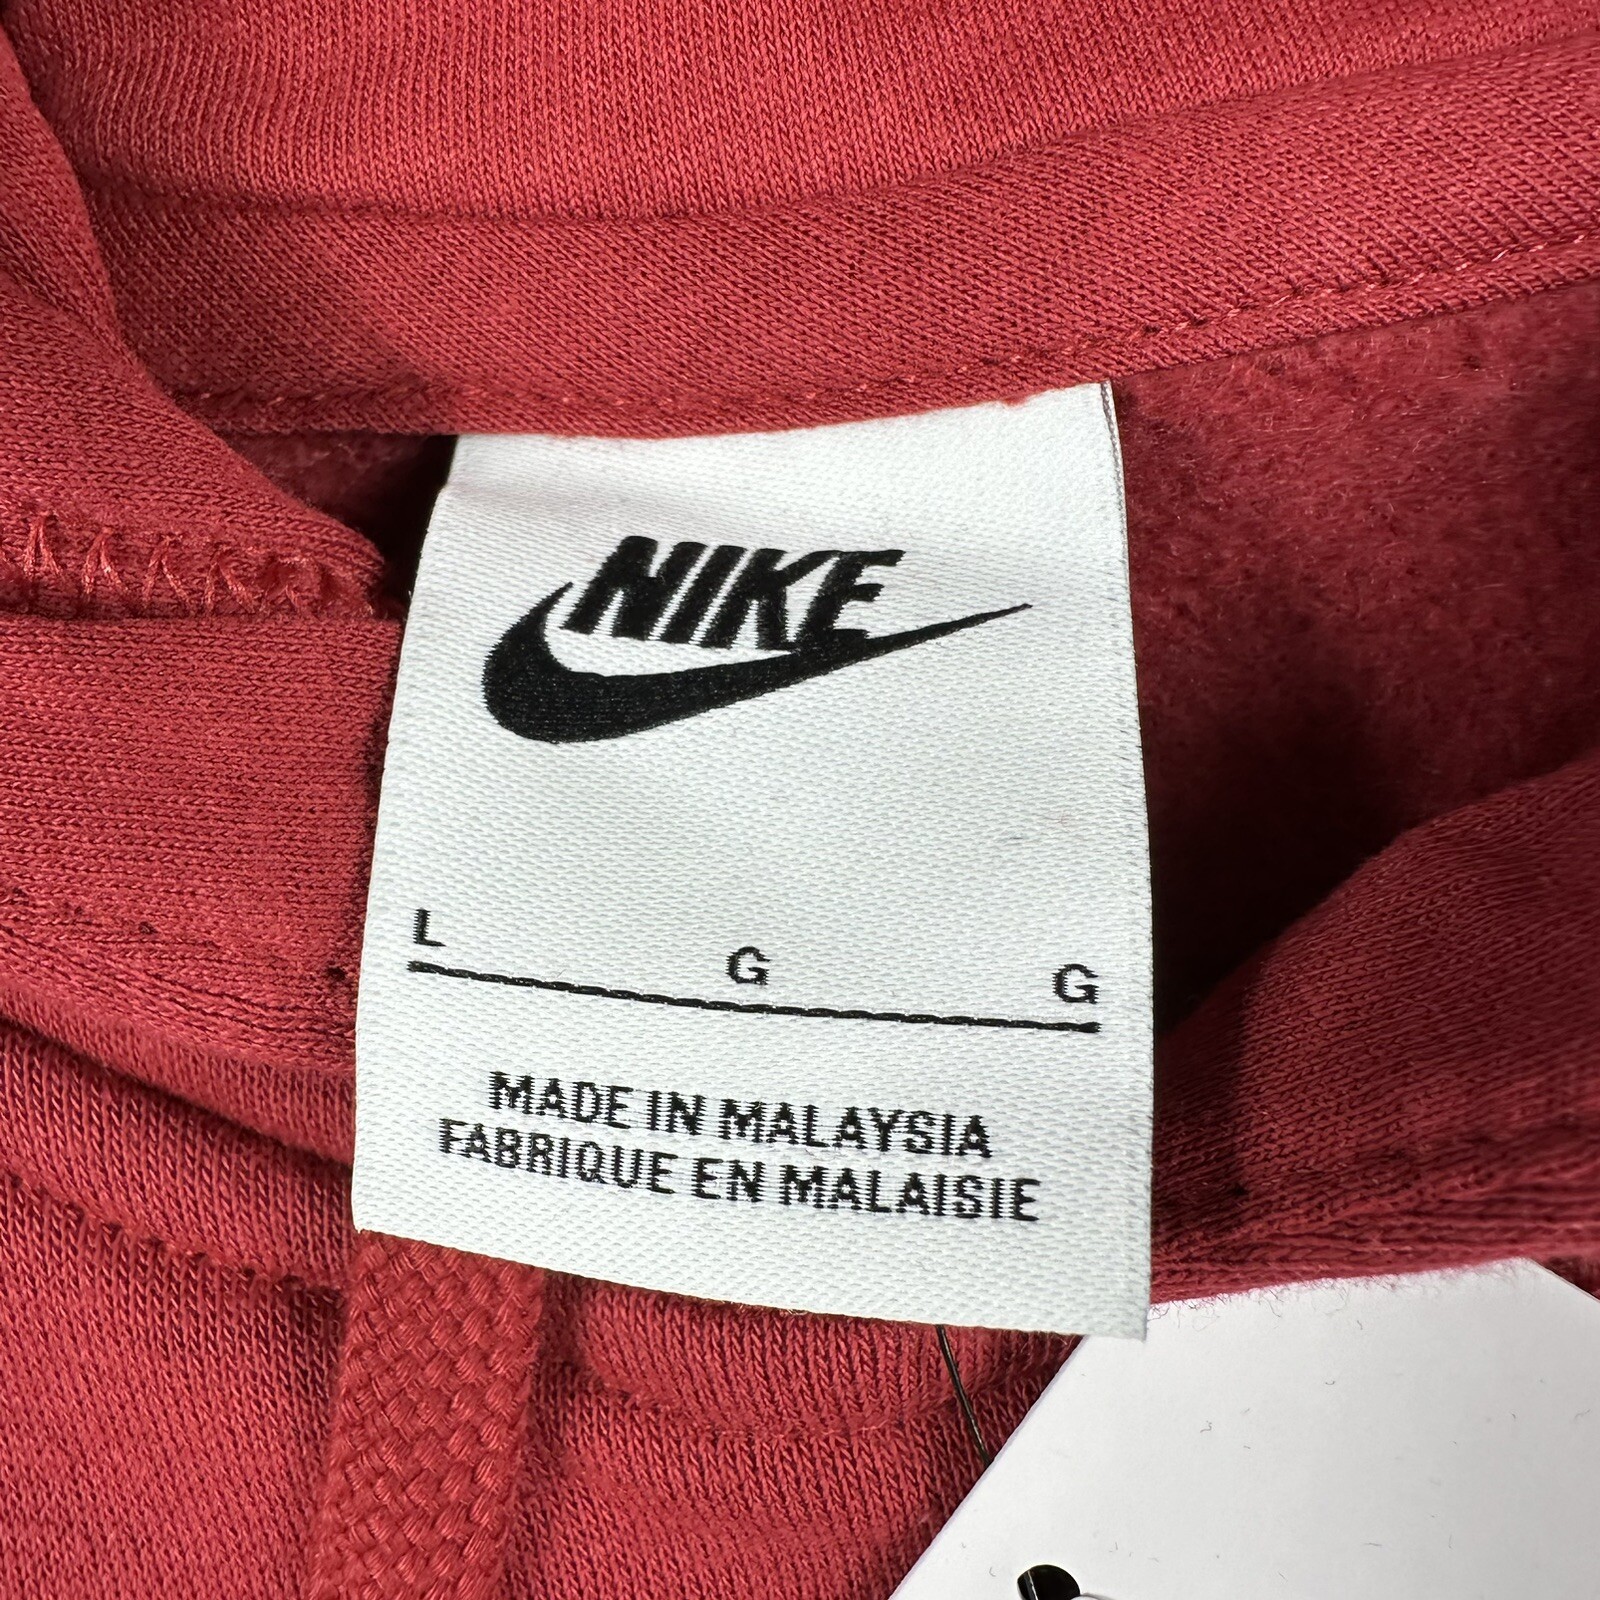 NIKE
L G G
MADE IN MALAYSIA
FABRIQUE EN MALAISIE